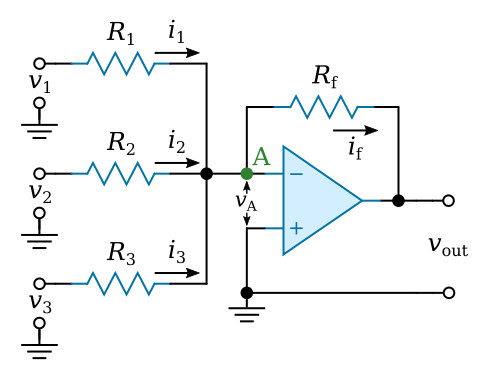 R1 i1
v1
R2 i2
v2
R3 i3
v3
Rf
if
A
vA
−
+
vout